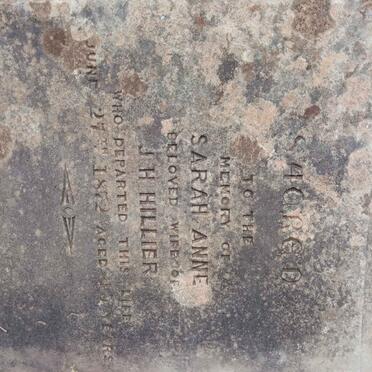 SACRED
TO THE
MEMORY OF
SARAH ANNE
BELOVED WIFE OF
J H HILLIER
WHO DEPARTED THIS LIFE
JUNE 27TH 1872 AGED YEARS